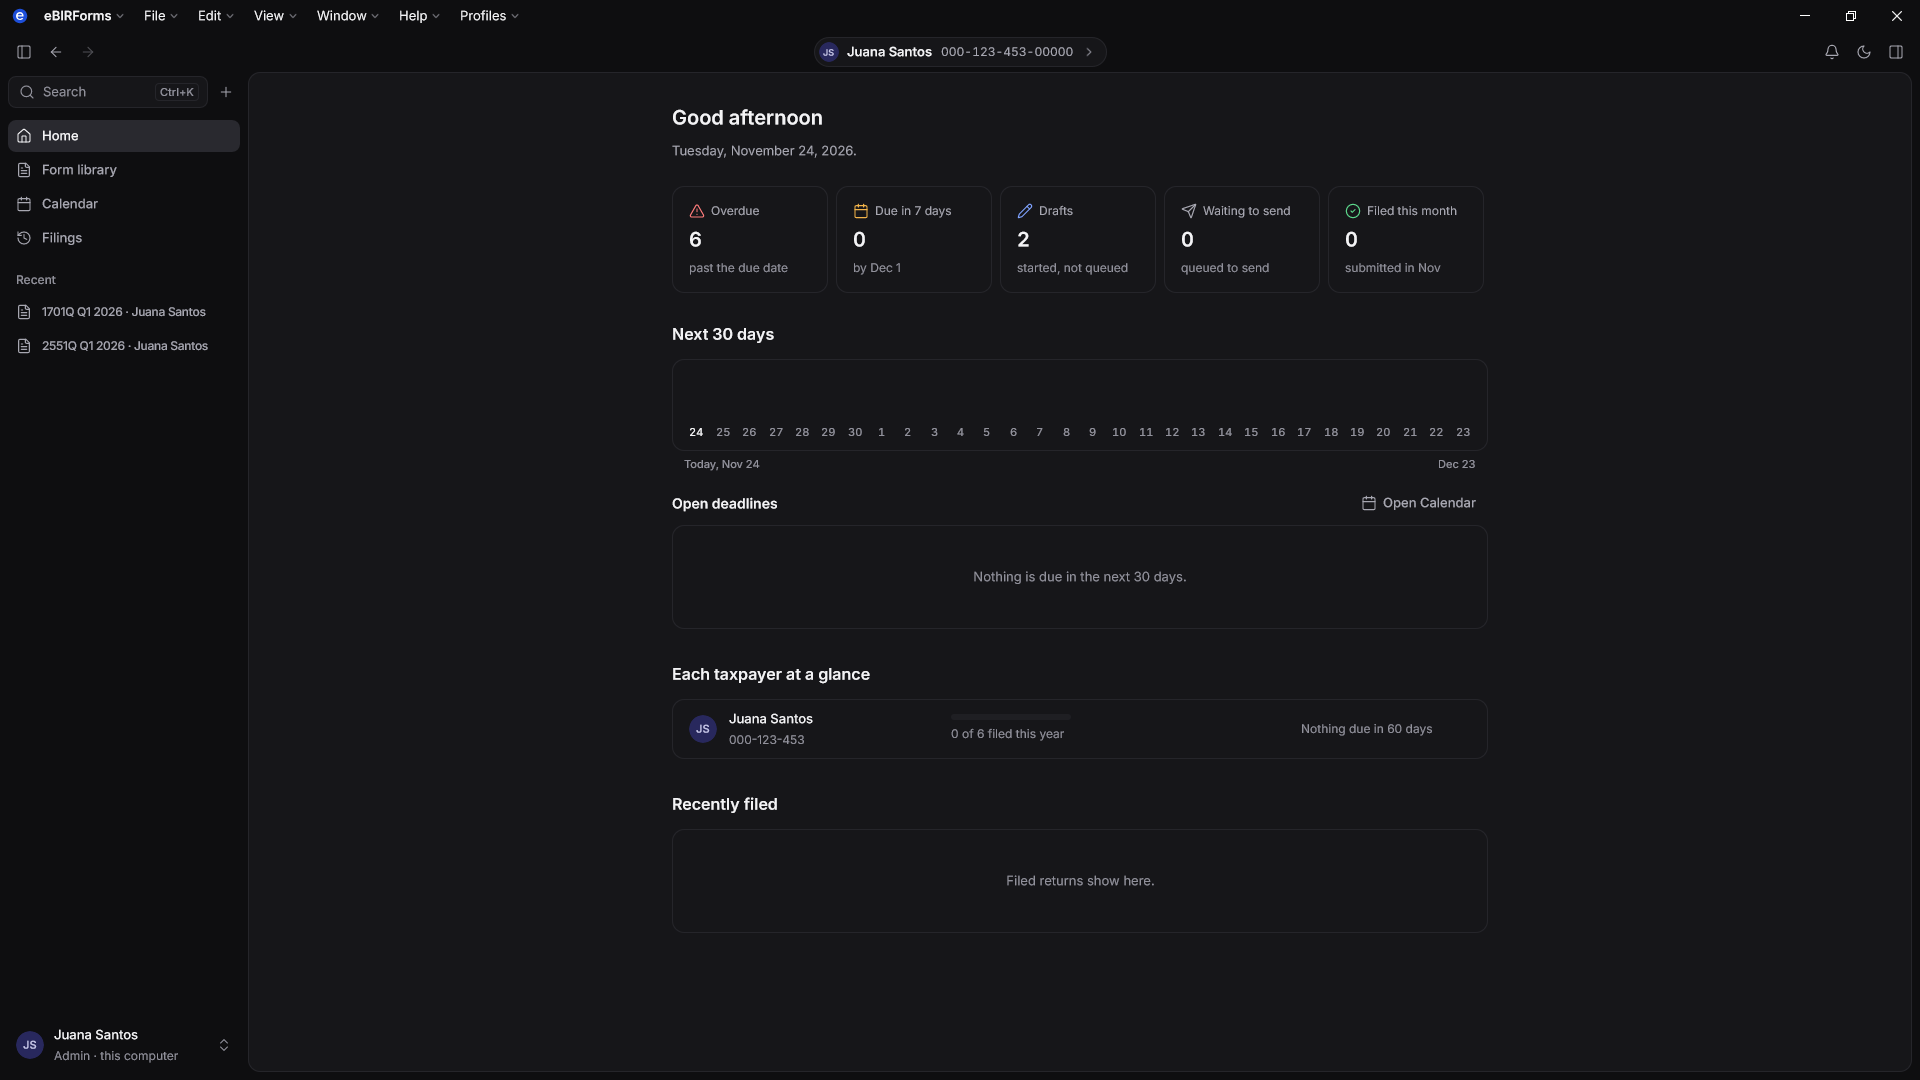 eBIRForms File Edit View Window Help Profiles
JS Juana Santos 000-123-453-00000
Search Ctrl+K
Home
Form library
Calendar
Filings
Recent
1701Q Q1 2026 · Juana Santos
2551Q Q1 2026 · Juana Santos
Good afternoon
Tuesday, November 24, 2026.
Overdue
6
past the due date
Due in 7 days
0
by Dec 1
Drafts
2
started, not queued
Waiting to send
0
queued to send
Filed this month
0
submitted in Nov
Next 30 days
24 25 26 27 28 29 30 1 2 3 4 5 6 7 8 9 10 11 12 13 14 15 16 17 18 19 20 21 22 23
Today, Nov 24 Dec 23
Open deadlines Open Calendar
Nothing is due in the next 30 days.
Each taxpayer at a glance
JS
Juana Santos
000-123-453
0 of 6 filed this year
Nothing due in 60 days
Recently filed
Filed returns show here.
JS
Juana Santos
Admin · this computer